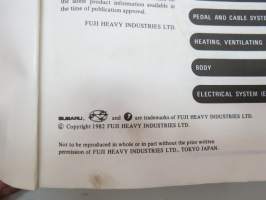 the latest product information available at
the time of publication approval.
FUJI HEAVY INDUSTRIES LTD.
PEDAL AND CABLE SYSTE
HEATING, VENTILATING
BODY
ELECTRICAL SYSTEM (E
SUBARU, and are trademarks of FUJI HEAVY INDUSTRIES LTD.
© Copyright 1982 FUJI HEAVY INDUSTRIES LTD.
Not to be reproduced in whole or in part without the prior written
permission of FUJI HEAVY INDUSTRIES LTD., TOKYO JAPAN.